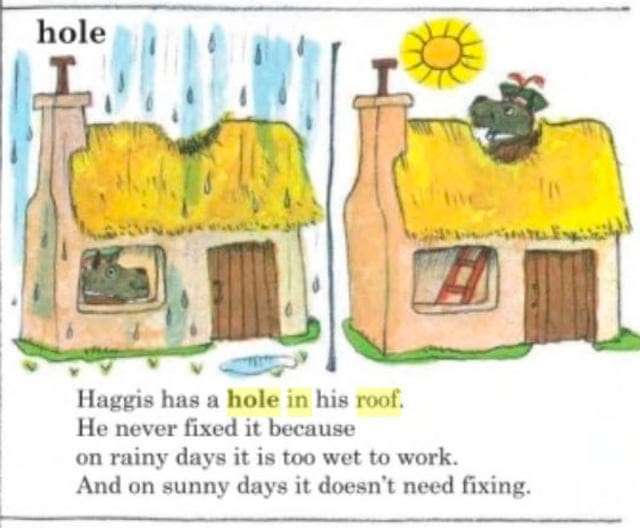 hole
Haggis has a hole in his roof.
He never fixed it because
on rainy days it is too wet to work.
And on sunny days it doesn't need fixing.